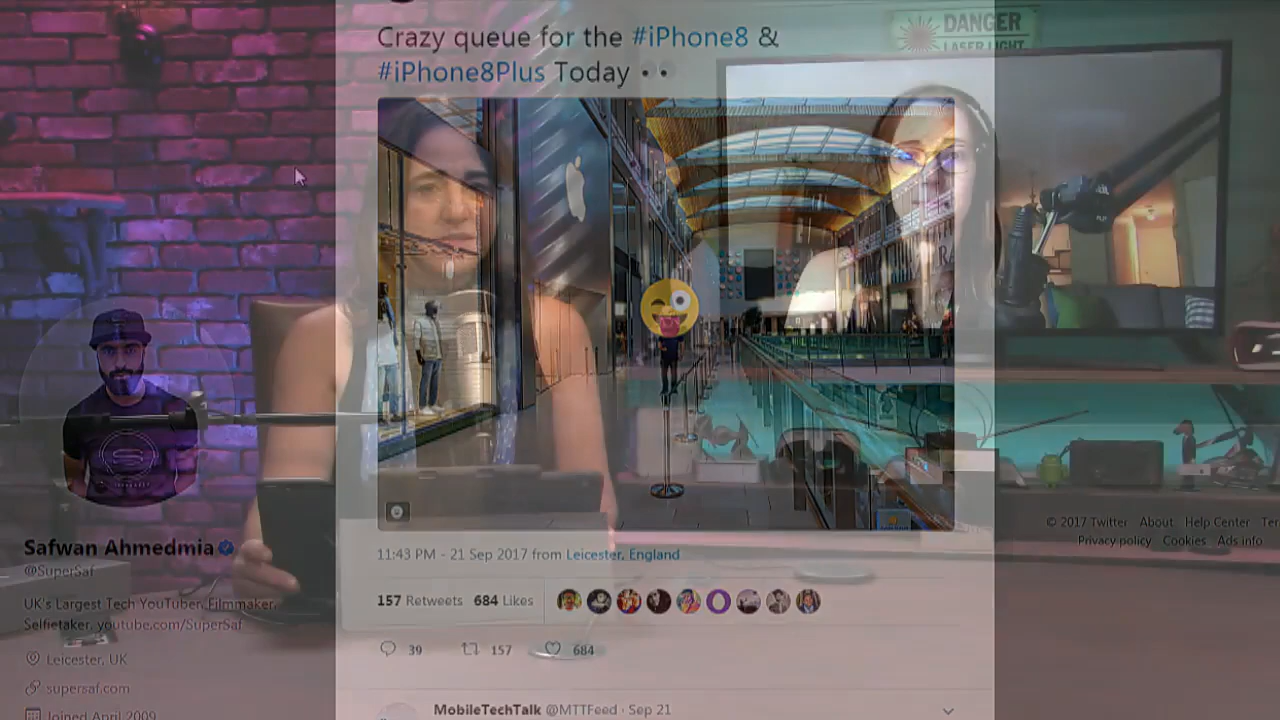 DANGER
LASER LIGHT
Crazy queue for the #iPhone8 &
#iPhone8Plus Today
Safwan Ahmedmia
@SuperSaf
UK's Largest Tech YouTuber. Filmmaker.
Selfietaker. youtube.com/SuperSaf
Leicester, UK
supersaf.com
Joined April 2009
11:43 PM - 21 Sep 2017 from Leicester, England
157 Retweets 684 Likes
39 157 684
MobileTechTalk @MTTFeed · Sep 21
© 2017 Twitter About Help Center
Privacy policy Cookies Ads info